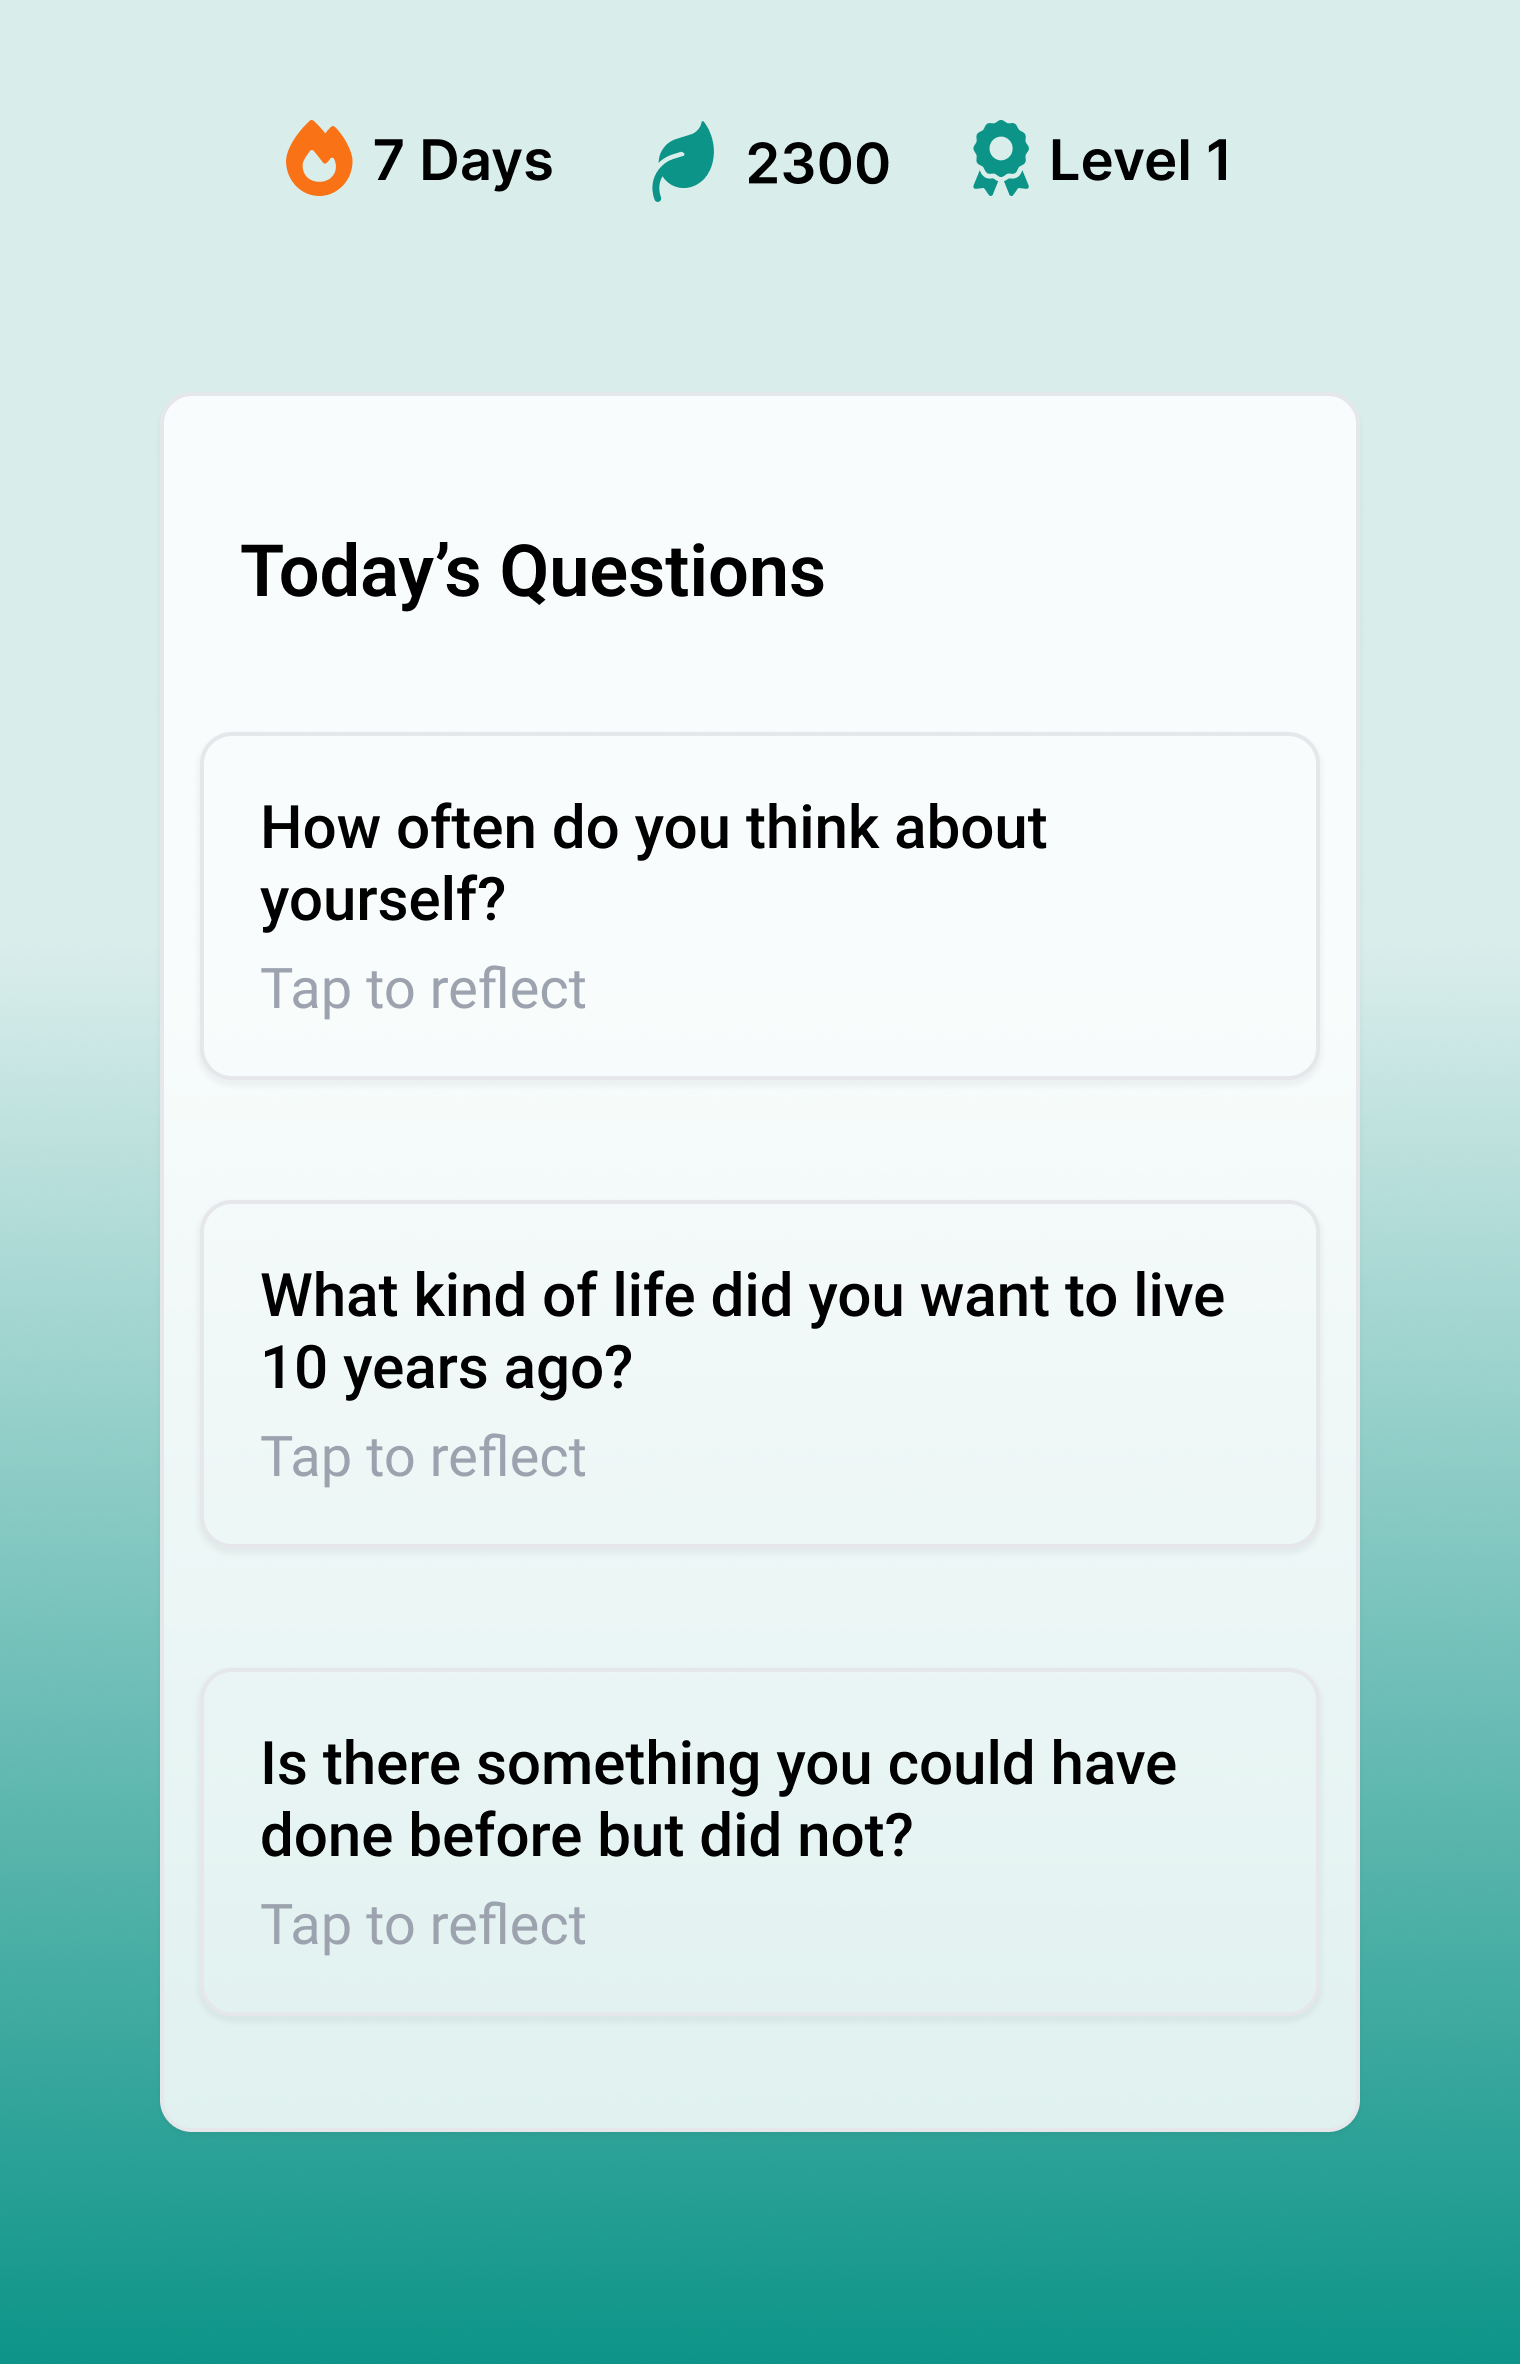 7 Days
2300
Level 1
Today’s Questions
How often do you think about
yourself?
Tap to reflect
What kind of life did you want to live
10 years ago?
Tap to reflect
Is there something you could have
done before but did not?
Tap to reflect